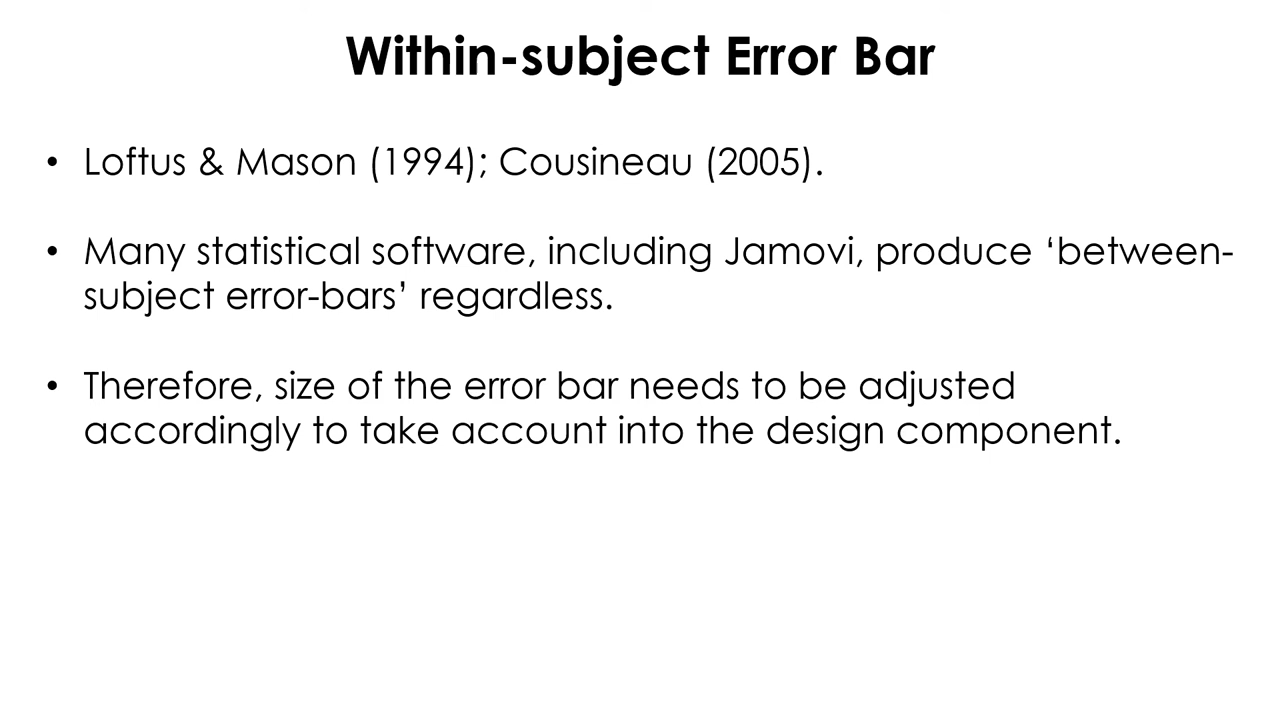 Within-subject Error Bar
• Loftus & Mason (1994); Cousineau (2005).
• Many statistical software, including Jamovi, produce ‘between-
subject error-bars’ regardless.
• Therefore, size of the error bar needs to be adjusted
accordingly to take account into the design component.